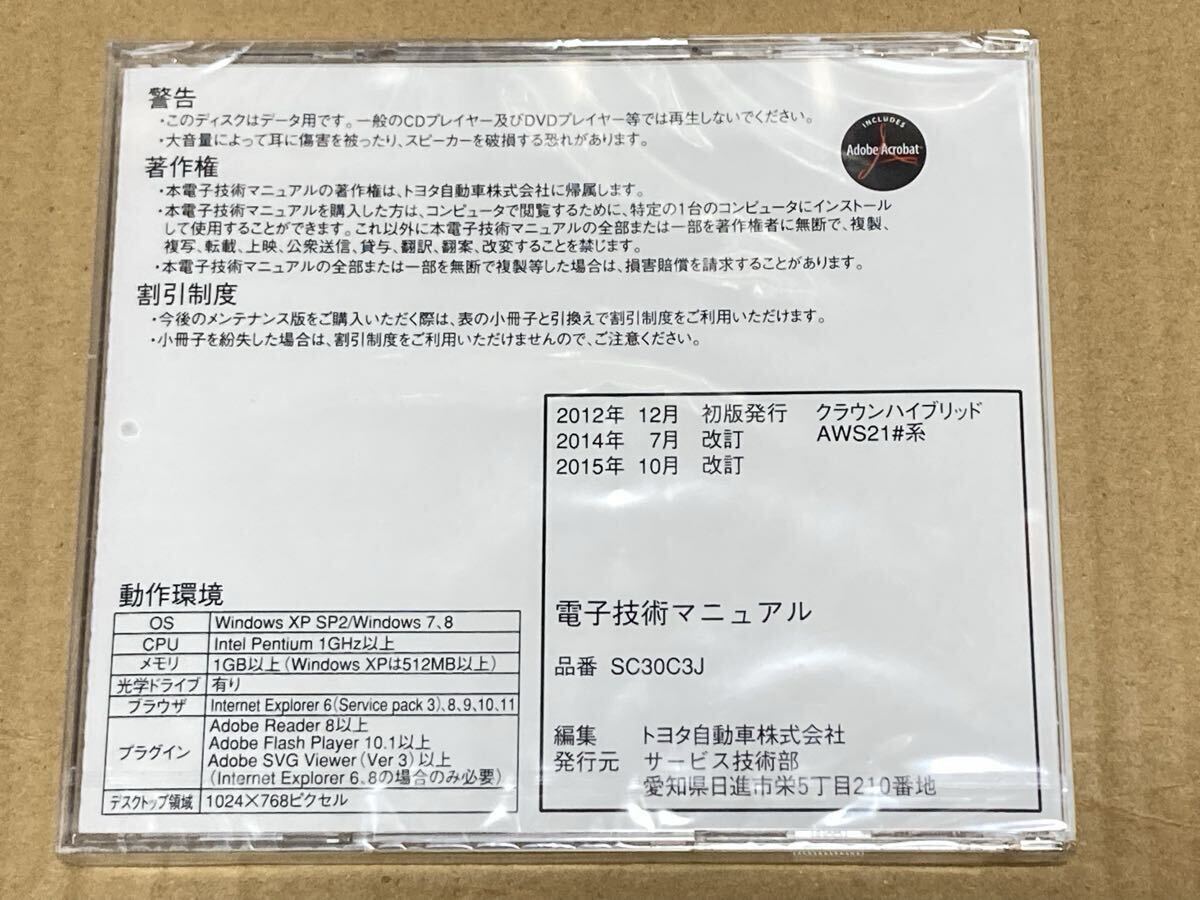 警告
・このディスクはデータ用です。一般のCDプレイヤー及びDVDプレイヤー等では再生しないでください。
・大音量によって耳に傷害を被ったり、スピーカーを破損する恐れがあります。
INCLUDES
Adobe Acrobat
著作権
・本電子技術マニュアルの著作権は、トヨタ自動車株式会社に帰属します。
・本電子技術マニュアルを購入した方は、コンピュータで閲覧するために、特定の1台のコンピュータにインストール
して使用することができます。これ以外に本電子技術マニュアルの全部または一部を著作権者に無断で、複製、
複写、転載、上映、公衆送信、貸与、翻訳、翻案、改変することを禁じます。
・本電子技術マニュアルの全部または一部を無断で複製等した場合は、損害賠償を請求することがあります。
割引制度
・今後のメンテナンス版をご購入いただく際は、表の小冊子と引換えで割引制度をご利用いただけます。
・小冊子を紛失した場合は、割引制度をご利用いただけませんので、ご注意ください。
2012年 12月 初版発行 クラウンハイブリッド
2014年 7月 改訂 AWS21#系
2015年 10月 改訂
電子技術マニュアル
品番 SC30C3J
編集 トヨタ自動車株式会社
発行元 サービス技術部
愛知県日進市栄5丁目210番地
動作環境
OS Windows XP SP2/Windows 7、8
CPU Intel Pentium 1GHz以上
メモリ 1GB以上(Windows XPは512MB以上)
光学ドライブ 有り
ブラウザ Internet Explorer 6(Service pack 3)、8、9、10、11
プラグイン Adobe Reader 8以上
Adobe Flash Player 10.1以上
Adobe SVG Viewer(Ver 3)以上
(Internet Explorer 6、8の場合のみ必要)
デスクトップ領域 1024×768ピクセル